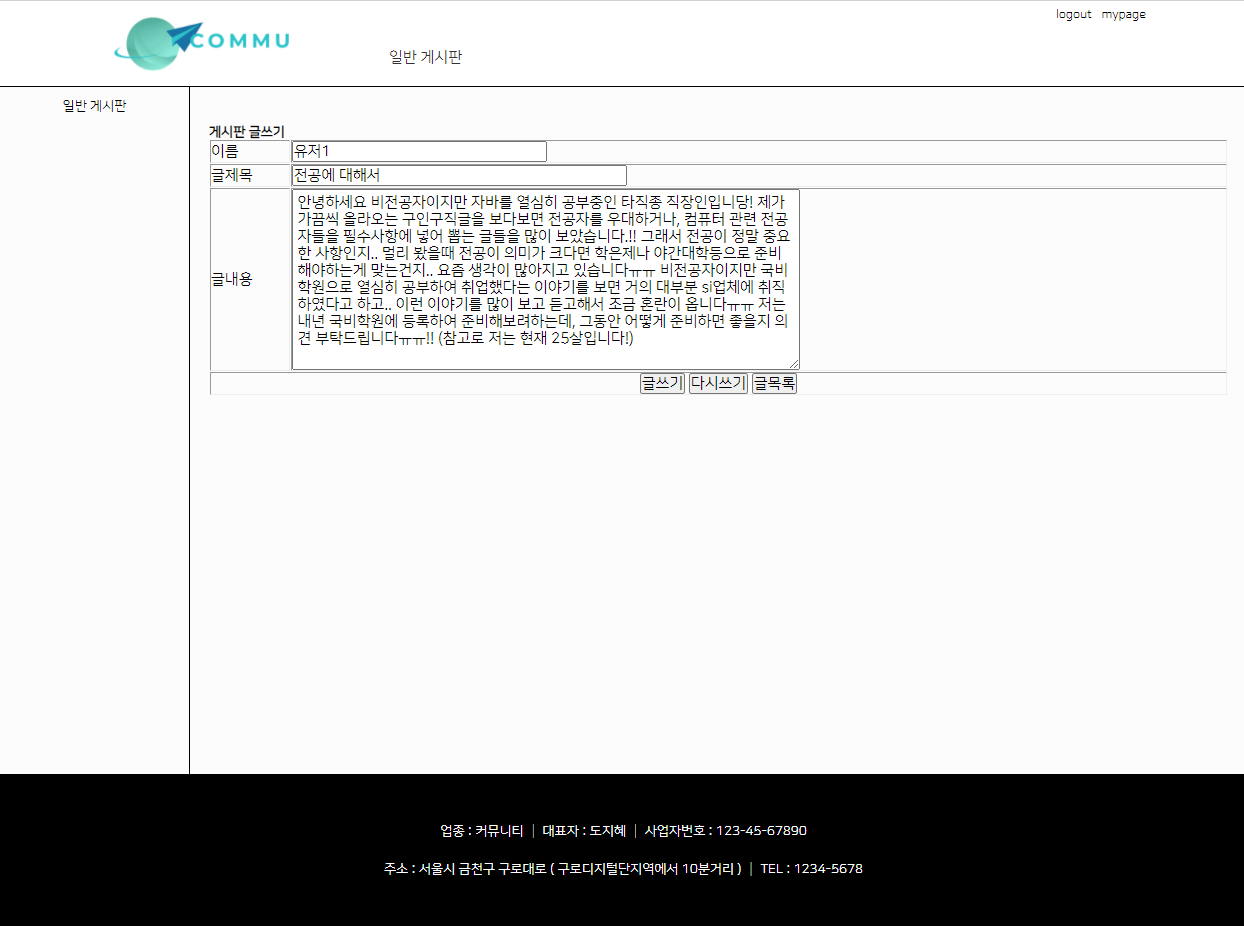 logout mypage
COMMU
일반 게시판
일반 게시판
게시판 글쓰기
이름 유저1
글제목 전공에 대해서
글내용
안녕하세요 비전공자이지만 자바를 열심히 공부중인 타직종 직장인입니당! 제가
가끔씩 올라오는 구인구직글을 보다보면 전공자를 우대하거나, 컴퓨터 관련 전공
자들을 필수사항에 넣어 뽑는 글들을 많이 보았습니다.!! 그래서 전공이 정말 중요
한 사항인지.. 멀리 봤을때 전공이 의미가 크다면 학은제나 야간대학등으로 준비
해야하는게 맞는건지.. 요즘 생각이 많아지고 있습니다ㅠㅠ 비전공자이지만 국비
학원으로 열심히 공부하여 취업했다는 이야기를 보면 거의 대부분 si업체에 취직
하였다고 하고.. 이런 이야기를 많이 보고 듣고해서 조금 혼란이 옵니다ㅠㅠ 저는
내년 국비학원에 등록하여 준비해보려하는데, 그동안 어떻게 준비하면 좋을지 의
견 부탁드립니다ㅠㅠ!! (참고로 저는 현재 25살입니다!)
글쓰기 다시쓰기 글목록
업종 : 커뮤니티 | 대표자 : 도지혜 | 사업자번호 : 123-45-67890
주소 : 서울시 금천구 구로대로 ( 구로디지털단지역에서 10분거리 ) | TEL : 1234-5678